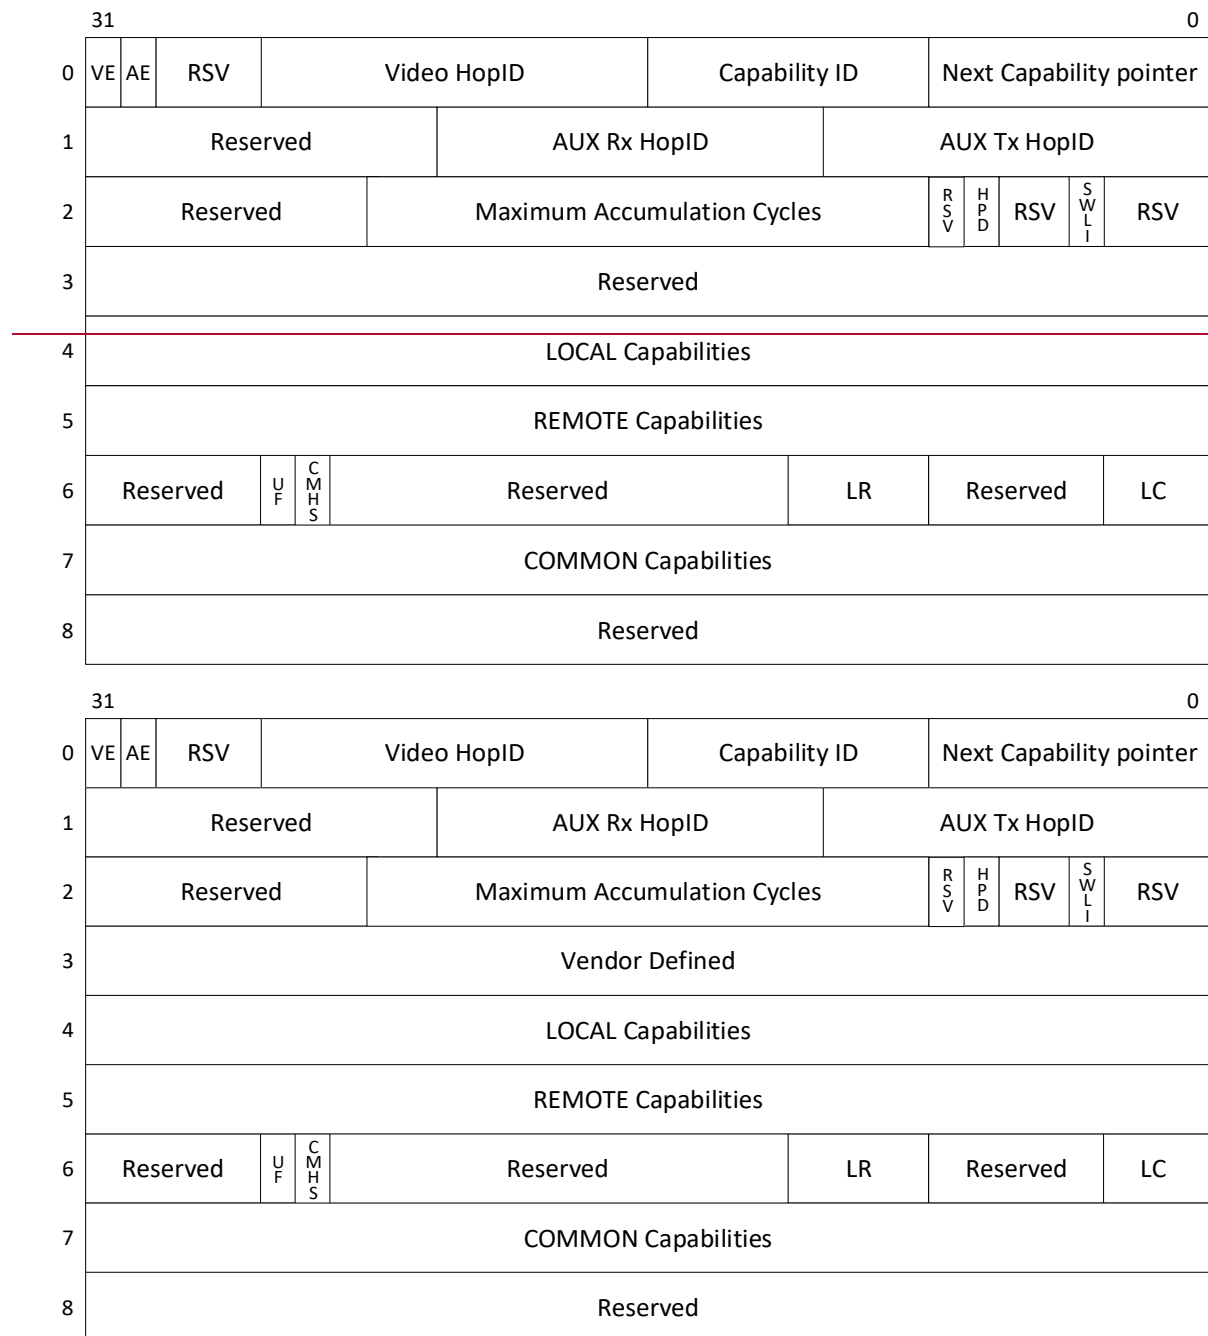 31 0
0 VE AE RSV Video HopID Capability ID Next Capability pointer
1 Reserved AUX Rx HopID AUX Tx HopID
2 Reserved Maximum Accumulation Cycles RSV HPD RSV SWLI RSV
3 Reserved
4 LOCAL Capabilities
5 REMOTE Capabilities
6 Reserved UF CMHS Reserved LR Reserved LC
7 COMMON Capabilities
8 Reserved
31 0
0 VE AE RSV Video HopID Capability ID Next Capability pointer
1 Reserved AUX Rx HopID AUX Tx HopID
2 Reserved Maximum Accumulation Cycles RSV HPD RSV SWLI RSV
3 Vendor Defined
4 LOCAL Capabilities
5 REMOTE Capabilities
6 Reserved UF CMHS Reserved LR Reserved LC
7 COMMON Capabilities
8 Reserved